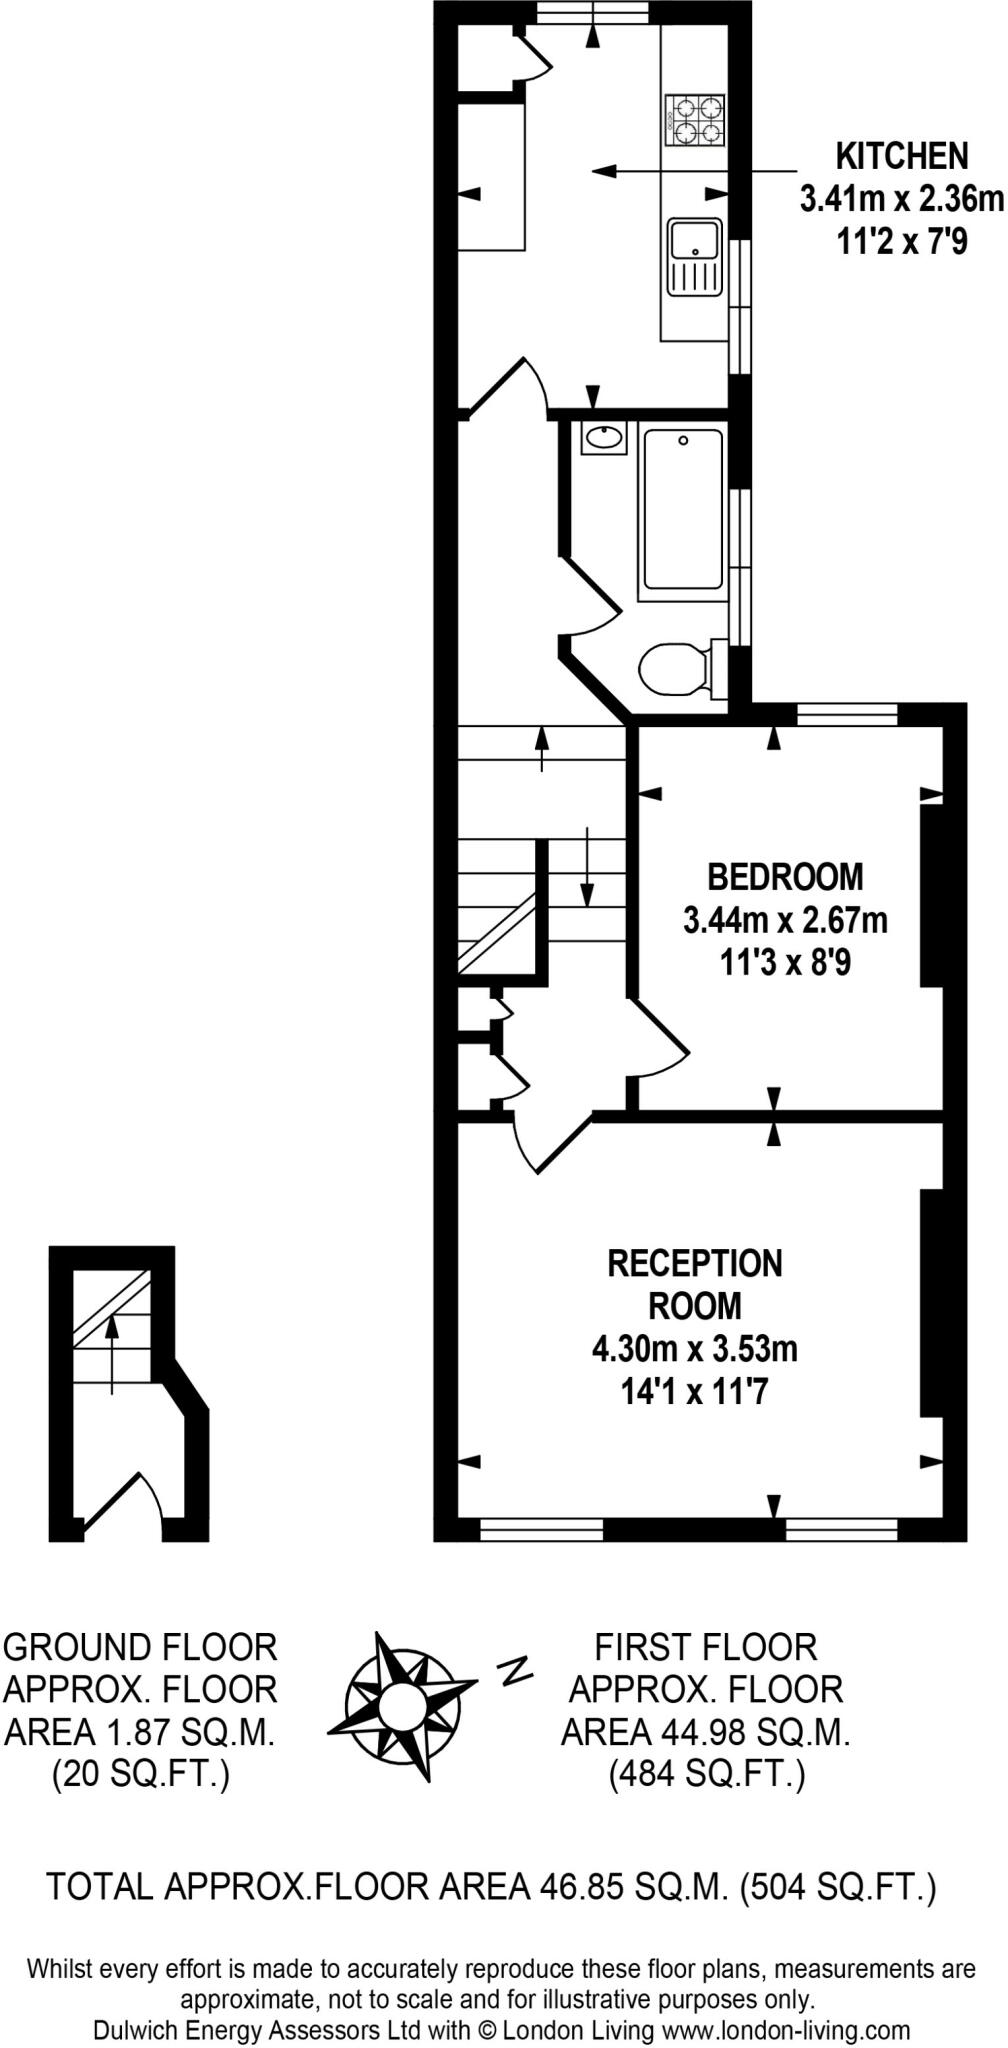 KITCHEN
3.41m x 2.36m
11'2 x 7'9
BEDROOM
3.44m x 2.67m
11'3 x 8'9
RECEPTION
ROOM
4.30m x 3.53m
14'1 x 11'7
GROUND FLOOR
APPROX. FLOOR
AREA 1.87 SQ.M.
(20 SQ.FT.)
N
FIRST FLOOR
APPROX. FLOOR
AREA 44.98 SQ.M.
(484 SQ.FT.)
TOTAL APPROX.FLOOR AREA 46.85 SQ.M. (504 SQ.FT.)
Whilst every effort is made to accurately reproduce these floor plans, measurements are
approximate, not to scale and for illustrative purposes only.
Dulwich Energy Assessors Ltd with © London Living www.london-living.com